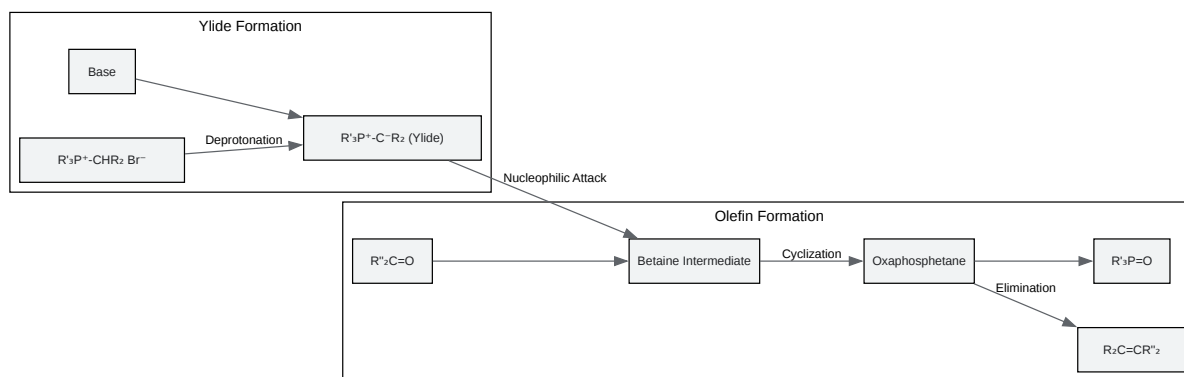 Ylide Formation
Base
R'₃P⁺-CHR₂ Br⁻
Deprotonation
R'₃P⁺-C⁻R₂ (Ylide)
Nucleophilic Attack
Olefin Formation
R"₂C=O
Betaine Intermediate
Cyclization
Oxaphosphetane
R'₃P=O
Elimination
R₂C=CR"₂